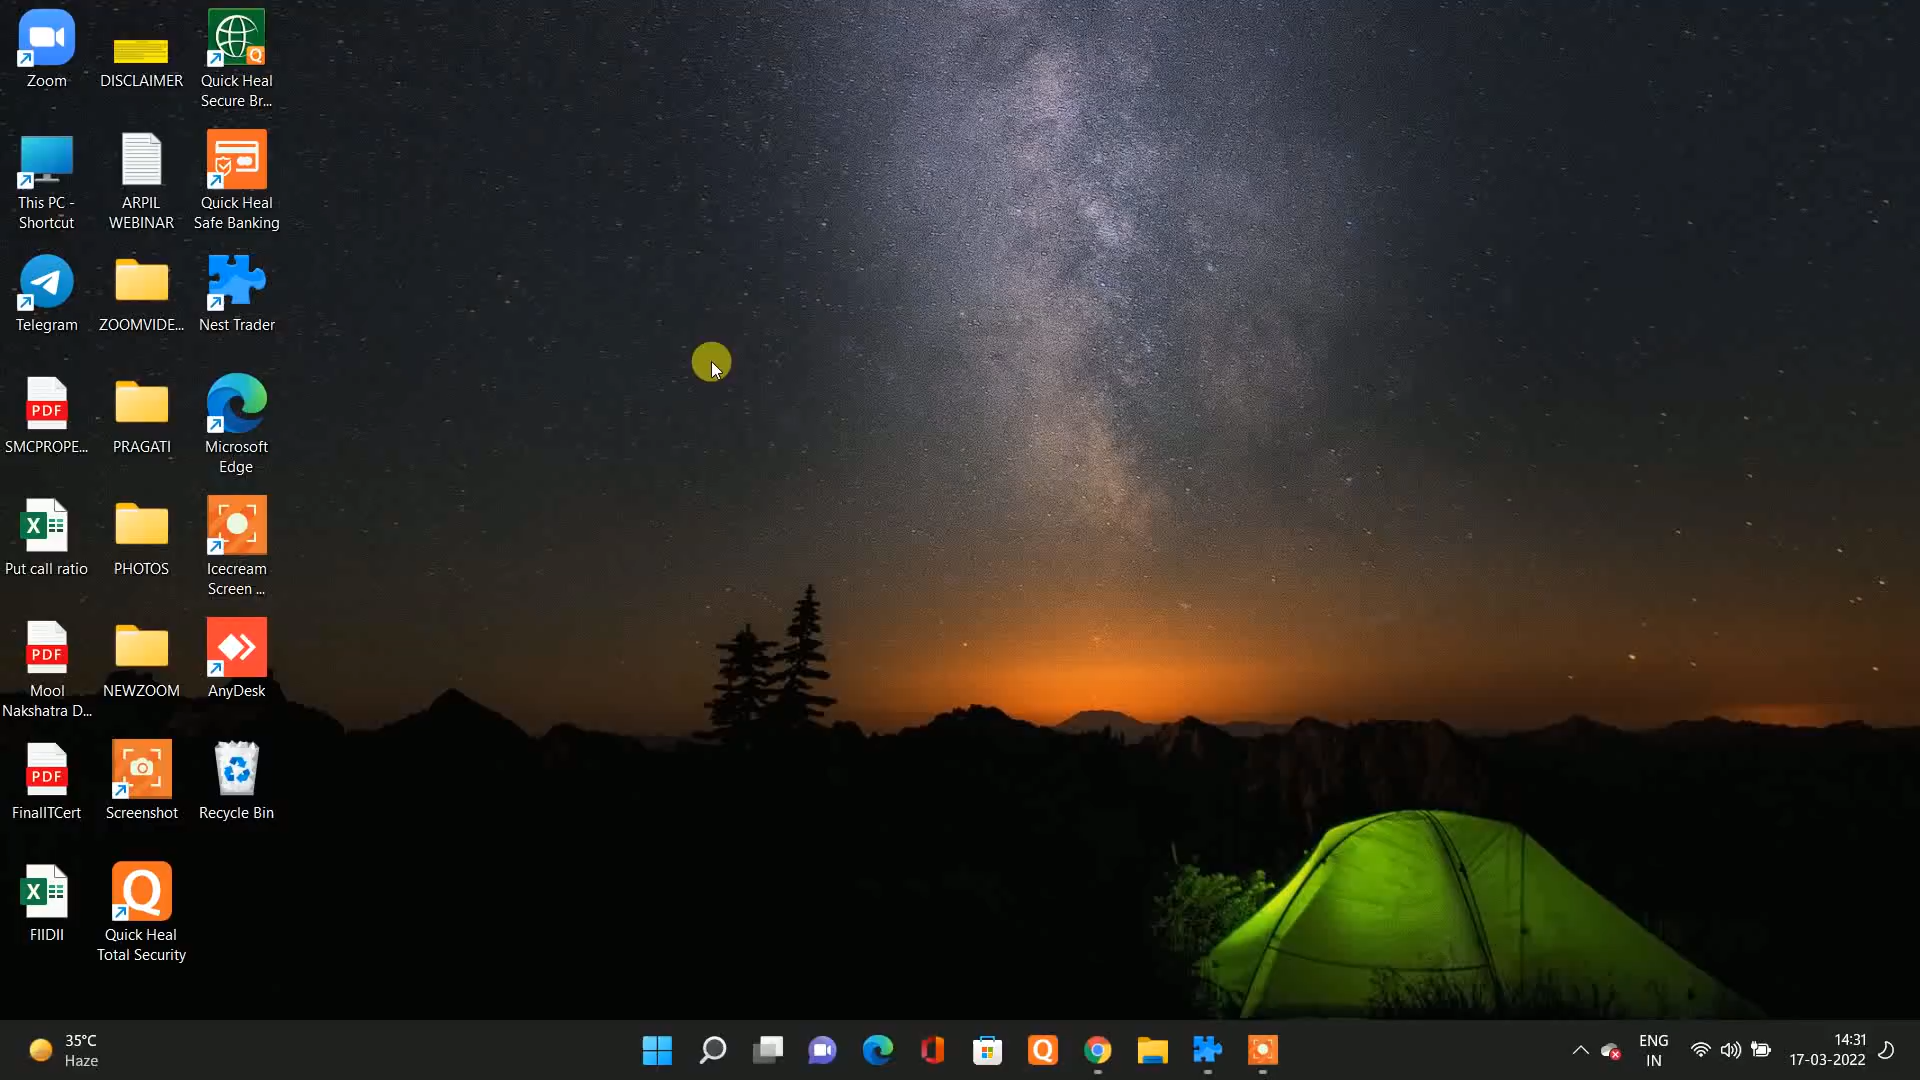 Zoom
DISCLAIMER
Quick Heal
Secure Br...
This PC -
Shortcut
ARPIL
WEBINAR
Quick Heal
Safe Banking
Telegram
ZOOMVIDE...
Nest Trader
PDF
SMCPROPE...
PRAGATI
Microsoft
Edge
X
Put call ratio
PHOTOS
Icecream
Screen ...
PDF
Mool
Nakshatra D...
NEWZOOM
AnyDesk
PDF
FinalITCert
Screenshot
Recycle Bin
X
FIIDII
Q
Quick Heal
Total Security
35°C
Haze
Q
ENG
IN
14:31
17-03-2022